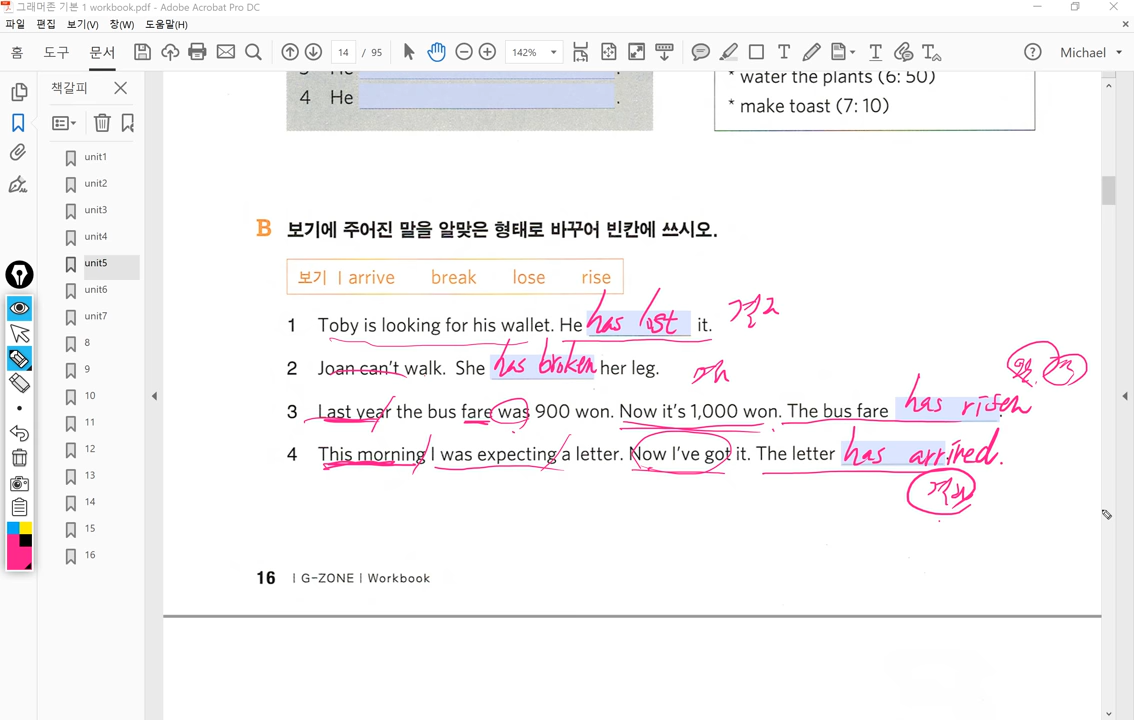 그래머존 기본 1 workbook.pdf - Adobe Acrobat Pro DC
파일 편집 보기(V) 창(W) 도움말(H)
홈 도구 문서 14 / 95 142% Michael
책갈피
unit1
unit2
unit3
unit4
unit5
unit6
unit7
8
9
10
11
12
13
14
15
16
3 He .
4 He .
* water the plants (6: 50)
* make toast (7: 10)
B 보기에 주어진 말을 알맞은 형태로 바꾸어 빈칸에 쓰시오.
보기 | arrive break lose rise
1 Toby is looking for his wallet. He has lost it.
2 Joan can't walk. She has broken her leg.
3 Last year the bus fare was 900 won. Now it's 1,000 won. The bus fare has risen.
4 This morning I was expecting a letter. Now I've got it. The letter has arrived.
16 | G-ZONE | Workbook